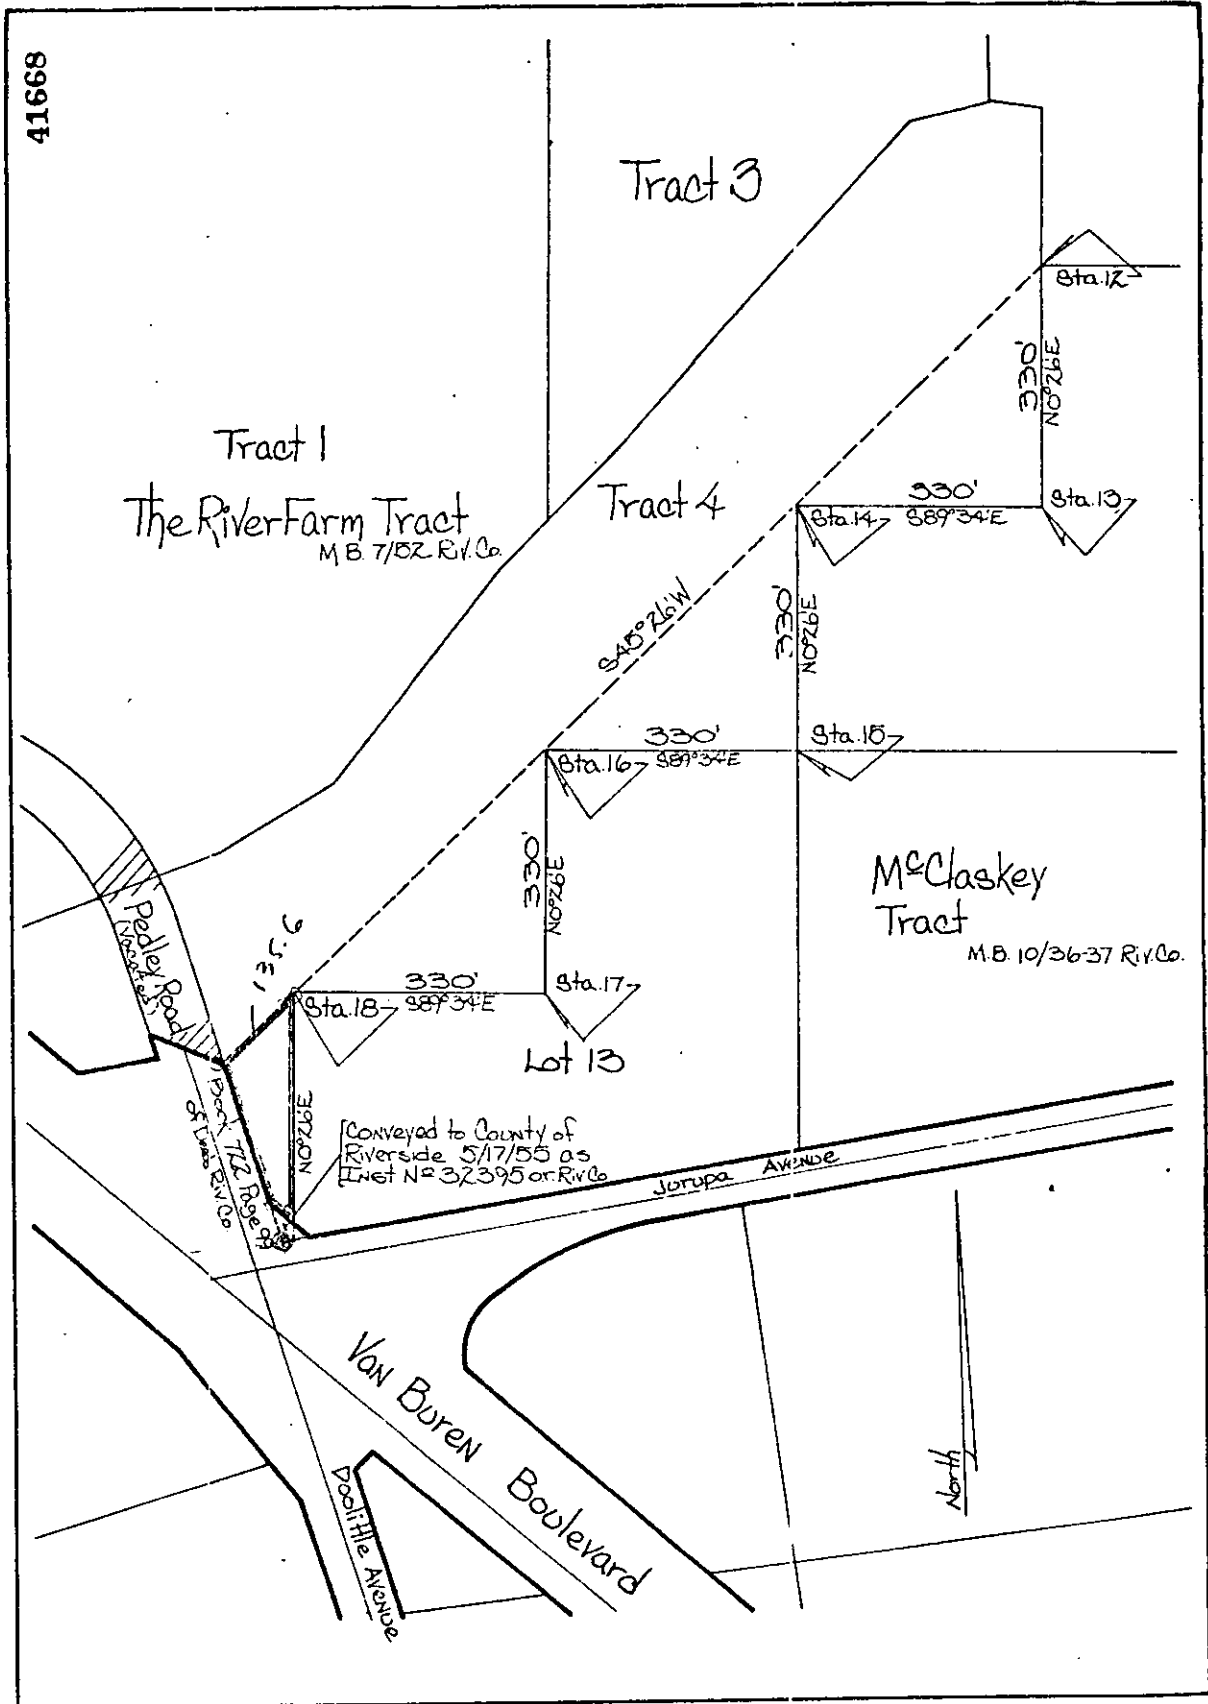 41668
Tract 3
Sta.12
330'
N0°26'E
Tract 1
The RiverFarm Tract
M.B. 7/52 Riv.Co.
Tract 4
330'
S89°34'E
Sta.14
Sta.13
S45°26'W
330'
N0°26'E
330'
S89°34'E
Sta.16
Sta.15
330'
N0°26'E
McClaskey
Tract
M.B. 10/36-37 Riv.Co.
Pedley Road
(Vacated)
135.6
330'
S89°34'E
Sta.18
Sta.17
Lot 13
N0°26'E
Book 722 Page
of Deeds Riv.Co.
Conveyed to County of
Riverside 5/17/55 as
Inst No 32395 or. Riv.Co
Jurupa Avenue
Van Buren Boulevard
Doolittle Avenue
North